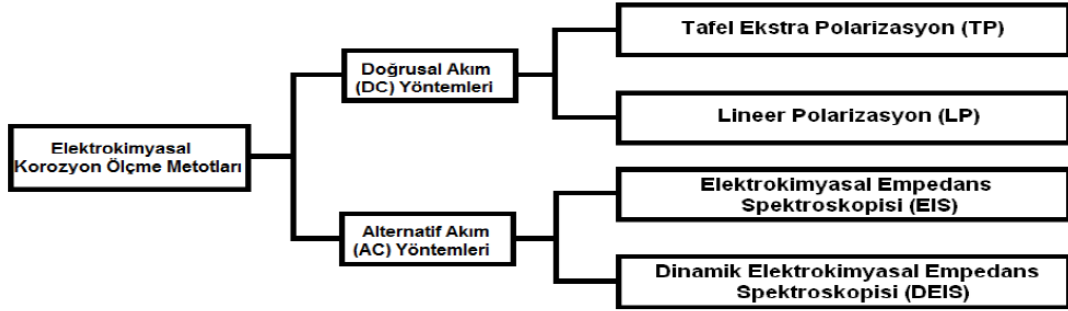 Elektrokimyasal
Korozyon Ölçme Metotları
Doğrusal Akım
(DC) Yöntemleri
Tafel Ekstra Polarizasyon (TP)
Lineer Polarizasyon (LP)
Alternatif Akım
(AC) Yöntemleri
Elektrokimyasal Empedans
Spektroskopisi (EIS)
Dinamik Elektrokimyasal Empedans
Spektroskopisi (DEIS)